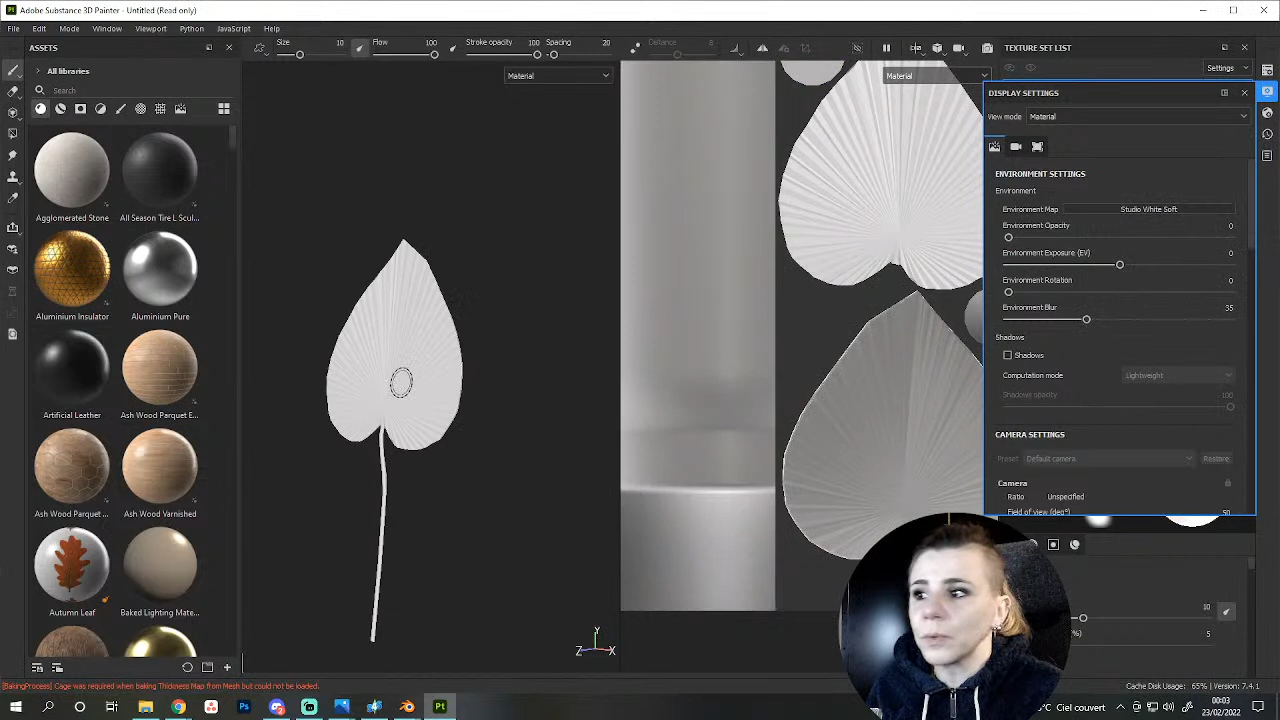 Adobe Substance 3D Painter - Untitled (Read only)
File Edit Mode Window Viewport Python JavaScript Help
ASSETS
Size 10 Flow 100 Stroke opacity 100 Spacing 20 Distance 8
TEXTURE SET LIST
All libraries
Material
Material
Settings
Search
DISPLAY SETTINGS
View mode Material
ENVIRONMENT SETTINGS
Environment
Environment Map Studio White Soft
Environment Opacity 0
Environment Exposure (EV) 0
Environment Rotation 0
Environment Blur 35
Shadows
Shadows
Computation mode Lightweight
Shadows opacity 100
CAMERA SETTINGS
Preset Default camera Restore
Camera
Ratio Unspecified
Field of view (deg°) 50
Agglomerated Stone All Season Tire L Scul...
Aluminium Insulator Aluminium Pure
Artificial Leather Ash Wood Parquet E...
Ash Wood Parquet ... Ash Wood Varnished
Autumn Leaf Baked Lighting Mate...
10
5
Y
Z X
[BakingProcess] Cage was required when baking Thickness Map from Mesh but could not be loaded.
Cache Disk Usage: 65% | Version: 7.4.1
Ciel couvert
00:03
23/02/2022